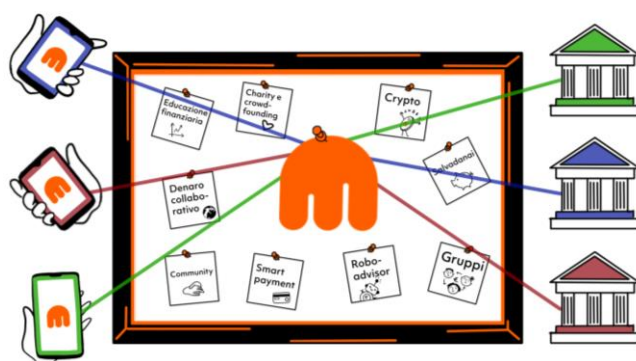 Educazione
finanziaria
Charity e
crowd-
founding
Crypto
Salvadanai
Denaro
collabo-
rativo
Community
Smart
payment
Robo-
advisor
Gruppi